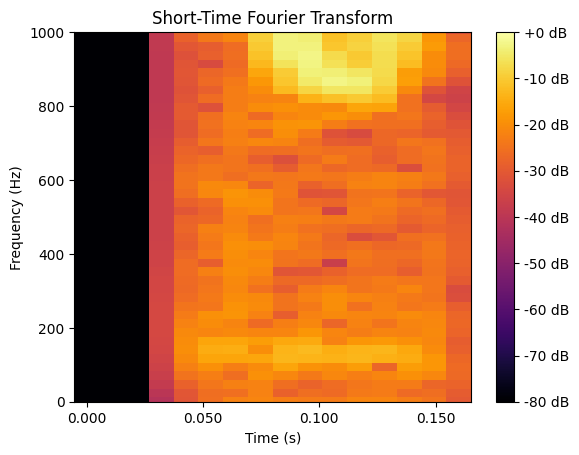 Short-Time Fourier Transform
1000
800
600
400
200
0
Frequency (Hz)
0.000
0.050
0.100
0.150
Time (s)
+0 dB
-10 dB
-20 dB
-30 dB
-40 dB
-50 dB
-60 dB
-70 dB
-80 dB